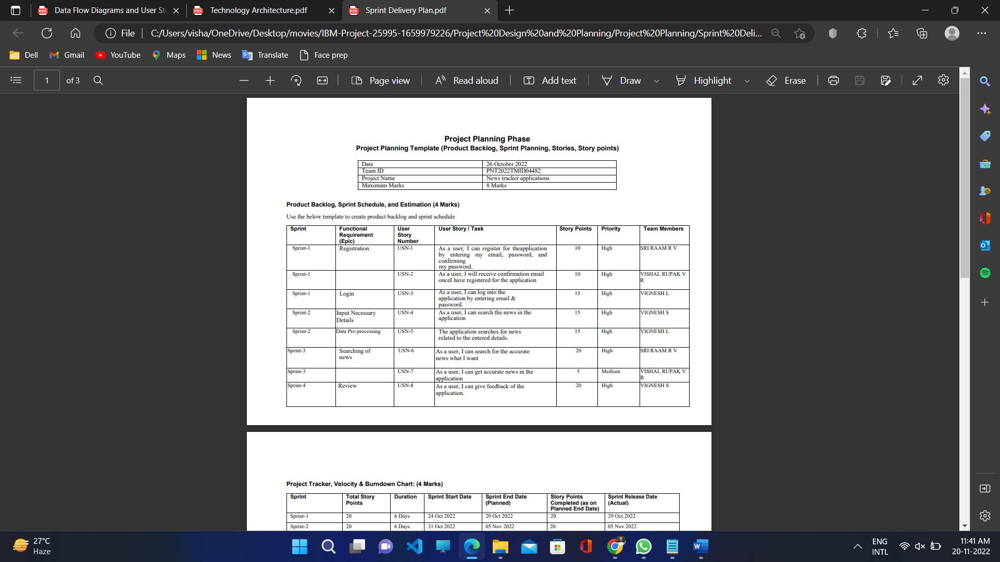 Data Flow Diagrams and User St
Technology Architecture.pdf
Sprint Delivery Plan.pdf
File
C:/Users/visha/OneDrive/Desktop/movies/IBM-Project-25995-1659979226/Project%20Design%20and%20Planning/Project%20Planning/Sprint%20Deli...
Dell
Gmail
YouTube
Maps
News
Translate
Face prep
1 of 3
Page view
Read aloud
Add text
Draw
Highlight
Erase
Project Planning Phase
Project Planning Template (Product Backlog, Sprint Planning, Stories, Story points)
Date 26 October 2022
Team ID PNT2022TMID04482
Project Name News tracker applications
Maximum Marks 8 Marks
Product Backlog, Sprint Schedule, and Estimation (4 Marks)
Use the below template to create product backlog and sprint schedule
Sprint
Functional
Requirement
(Epic)
User
Story
Number
User Story / Task
Story Points
Priority
Team Members
Sprint-1
Registration
USN-1
As a user, I can register for theapplication
by entering my email, password, and
confirming
my password.
10
High
SRI RAAM R V
Sprint-1
USN-2
As a user, I will receive confirmation email
onceI have registered for the application
10
High
VISHAL RUPAK V
R
Sprint-1
Login
USN-3
As a user, I can log into the
application by entering email &
password.
15
High
VIGNESH L
Sprint-2
Input Necessary
Details
USN-4
As a user, I can search the news in the
application
15
High
VIGNESH S
Sprint-2
Data Pre-processing
USN-5
The application searches for news
related to the entered details.
15
High
VIGNESH L
Sprint-3
Searching of
news
USN-6
As a user, I can search for the accurate
news what I want
20
High
SRI RAAM R V
Sprint-3
USN-7
As a user, I can get accurate news in the
application
5
Medium
VISHAL RUPAK V
R
Sprint-4
Review
USN-8
As a user, I can give feedback of the
application.
20
High
VIGNESH S
Project Tracker, Velocity & Burndown Chart: (4 Marks)
Sprint
Total Story
Points
Duration
Sprint Start Date
Sprint End Date
(Planned)
Story Points
Completed (as on
Planned End Date)
Sprint Release Date
(Actual)
Sprint-1 20 6 Days 24 Oct 2022 29 Oct 2022 20 29 Oct 2022
Sprint-2 20 6 Days 31 Oct 2022 05 Nov 2022 20 05 Nov 2022
27°C
Haze
ENG
INTL
11:41 AM
20-11-2022